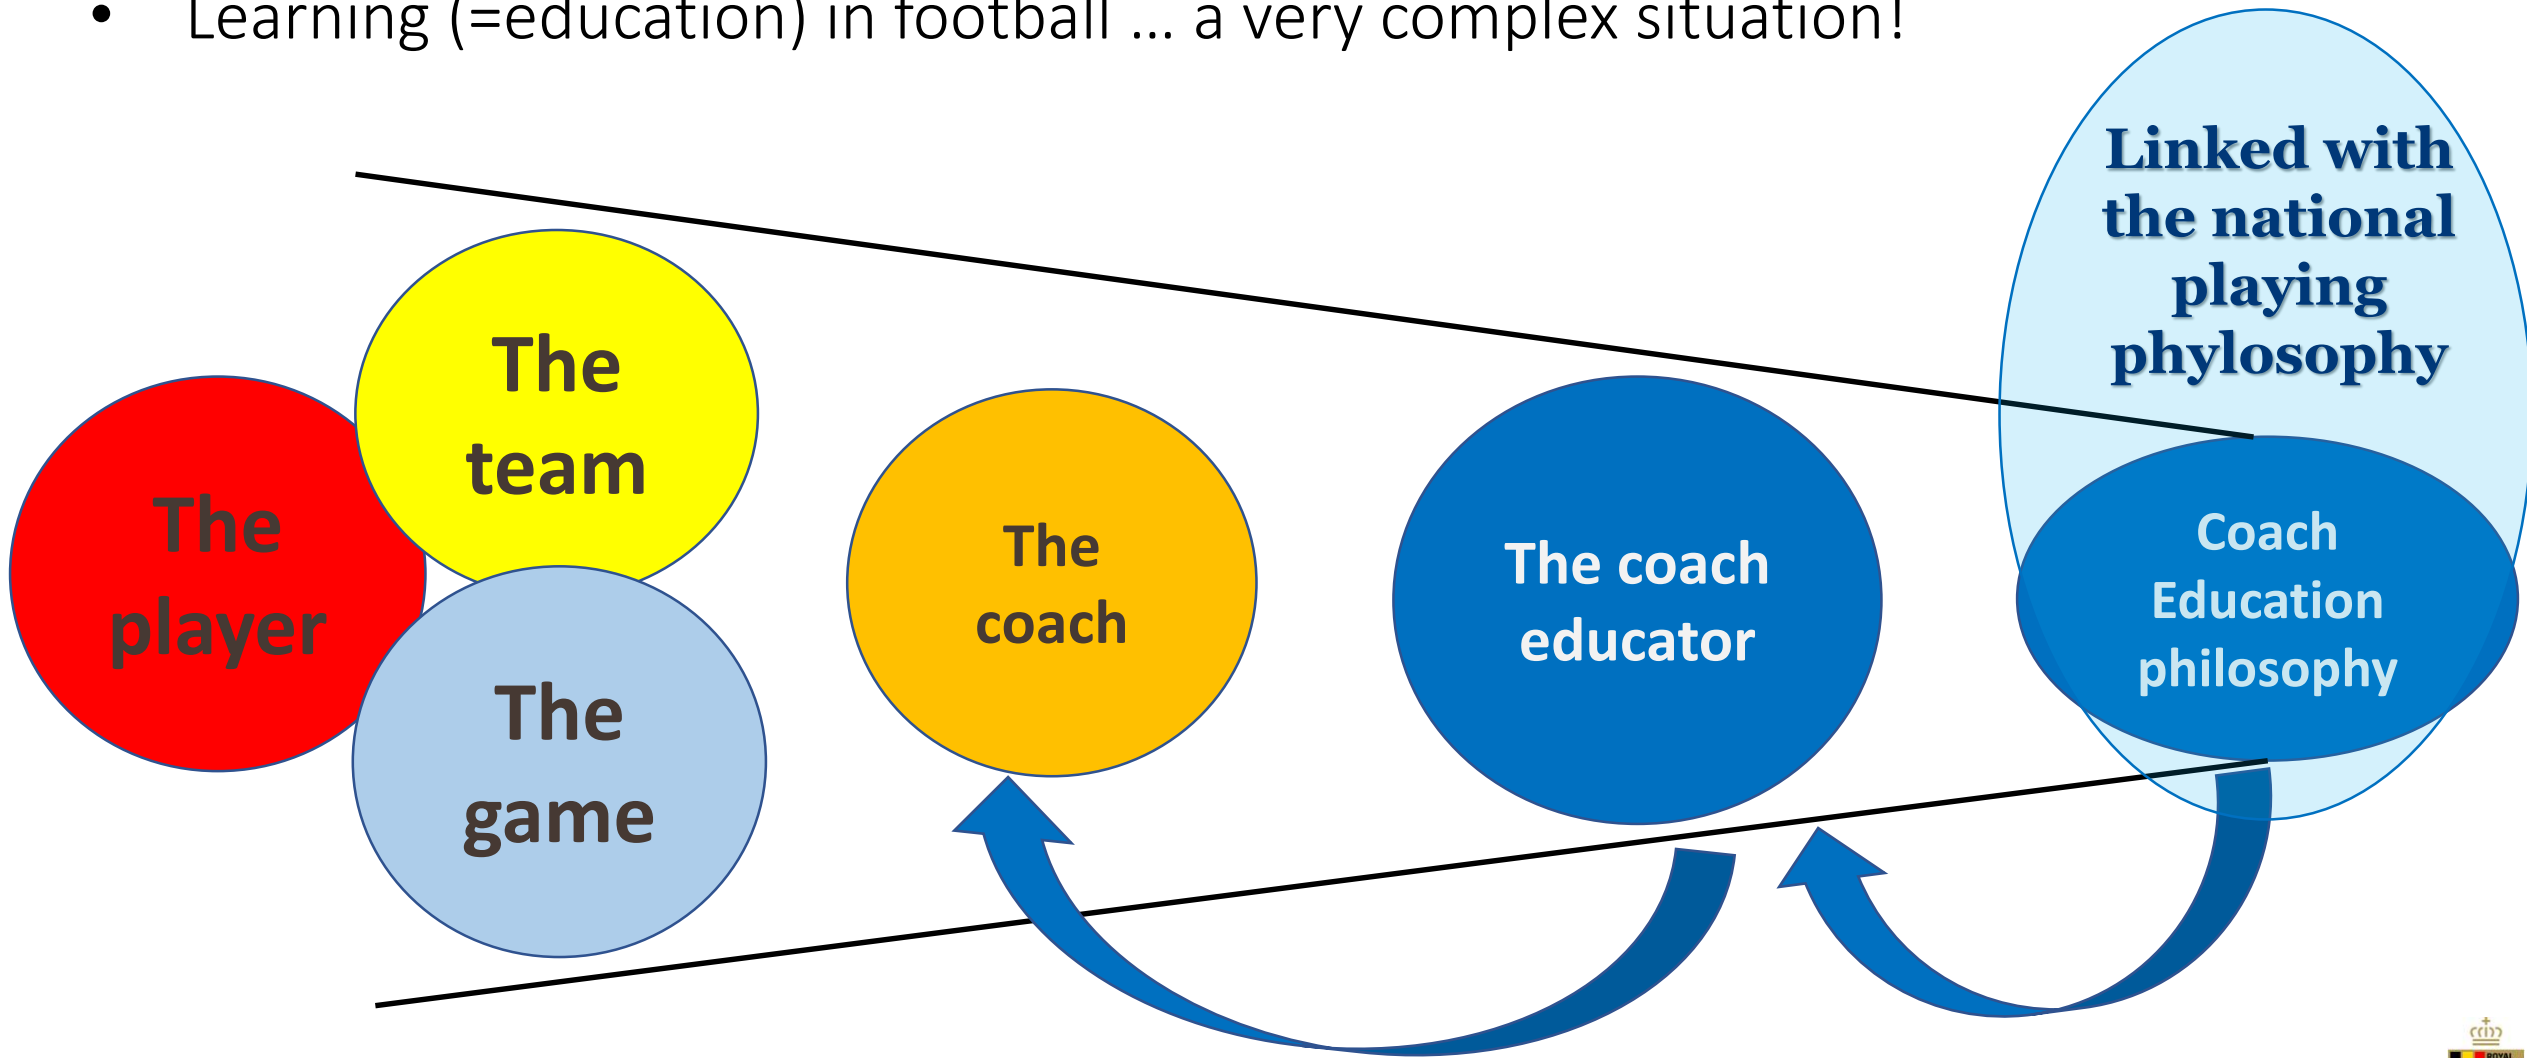 • Learning (=education) in football ... a very complex situation!
Linked with
the national
playing
phylosophy
The
team
The
player
The
game
The
coach
The coach
educator
Coach
Education
philosophy
ROYAL